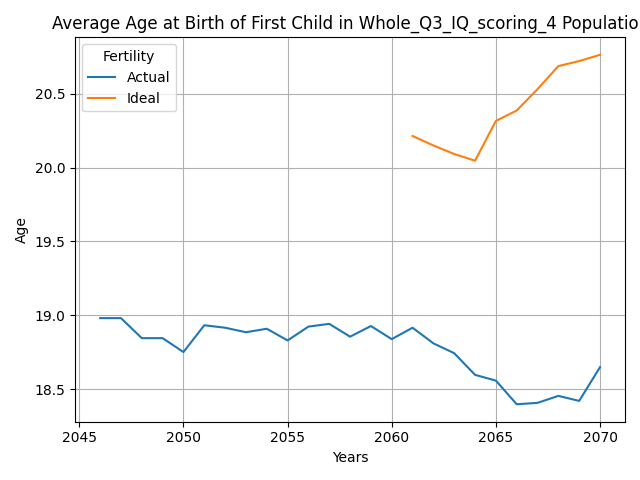 Average Age at Birth of First Child in Whole_Q3_IQ_scoring_4 Populatio
Fertility
Actual
Ideal
20.5
20.0
19.5
19.0
18.5
Age
2045 2050 2055 2060 2065 2070
Years